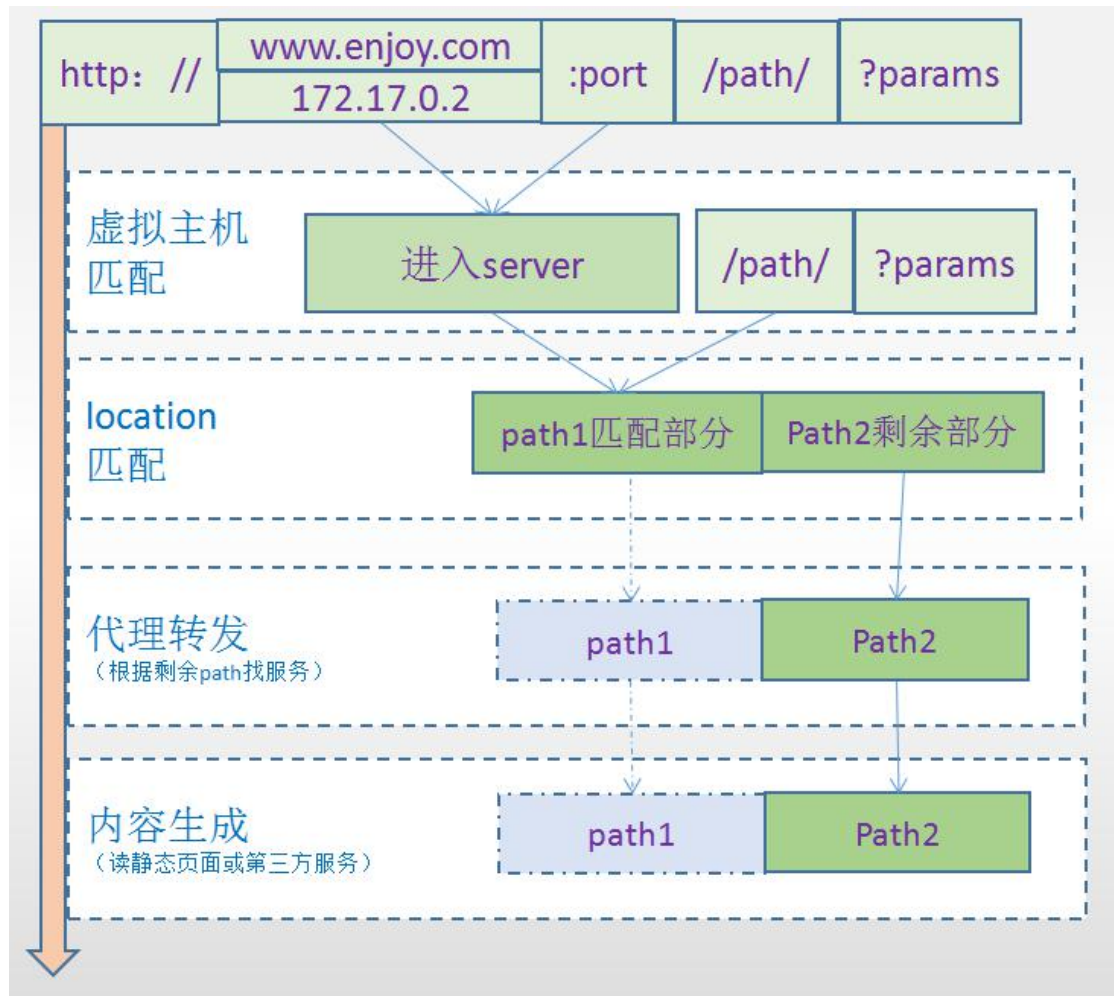 http：//
www.enjoy.com
172.17.0.2
:port
/path/
?params
虚拟主机
匹配
进入server
/path/
?params
location
匹配
path1匹配部分
Path2剩余部分
代理转发
（根据剩余path找服务）
path1
Path2
内容生成
（读静态页面或第三方服务）
path1
Path2